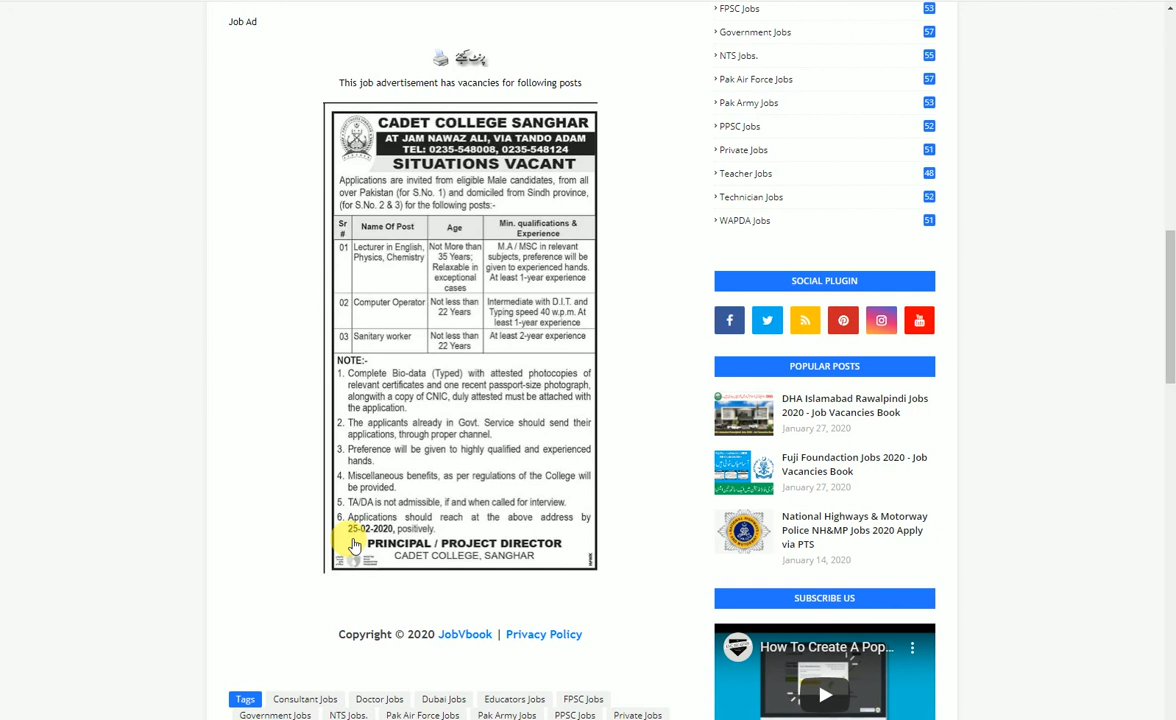 Job Ad
پرنٹ کیجئے
This job advertisement has vacancies for following posts
CADET COLLEGE SANGHAR
AT JAM NAWAZ ALI, VIA TANDO ADAM
TEL: 0235-548008, 0235-548124
SITUATIONS VACANT
Applications are invited from eligible Male candidates, from all
over Pakistan (for S.No. 1) and domiciled from Sindh province,
(for S.No. 2 & 3) for the following posts:-
Sr # Name Of Post Age Min. qualifications & Experience
01 Lecturer in English, Not More than M.A / MSC in relevant
Physics, Chemistry 35 Years; subjects, preference will be
Relaxable in given to experienced hands.
exceptional At least 1-year experience
cases
02 Computer Operator Not less than Intermediate with D.I.T. and
22 Years Typing speed 40 w.p.m. At
least 1-year experience
03 Sanitary worker Not less than At least 2-year experience
22 Years
NOTE:-
1. Complete Bio-data (Typed) with attested photocopies of
relevant certificates and one recent passport-size photograph,
alongwith a copy of CNIC, duly attested must be attached with
the application.
2. The applicants already in Govt. Service should send their
applications, through proper channel.
3. Preference will be given to highly qualified and experienced
hands.
4. Miscellaneous benefits, as per regulations of the College will
be provided.
5. TA/DA is not admissible, if and when called for interview.
6. Applications should reach at the above address by
25-02-2020, positively.
PRINCIPAL / PROJECT DIRECTOR
CADET COLLEGE, SANGHAR
Copyright © 2020 JobVbook | Privacy Policy
Tags Consultant Jobs Doctor Jobs Dubai Jobs Educators Jobs FPSC Jobs
Government Jobs NTS Jobs. Pak Air Force Jobs Pak Army Jobs PPSC Jobs Private Jobs
FPSC Jobs 53
Government Jobs 57
NTS Jobs. 55
Pak Air Force Jobs 57
Pak Army Jobs 53
PPSC Jobs 52
Private Jobs 51
Teacher Jobs 48
Technician Jobs 52
WAPDA Jobs 51
SOCIAL PLUGIN
POPULAR POSTS
DHA Islamabad Rawalpindi Jobs
2020 - Job Vacancies Book
January 27, 2020
Fuji Foundaction Jobs 2020 - Job
Vacancies Book
January 27, 2020
National Highways & Motorway
Police NH&MP Jobs 2020 Apply
via PTS
January 14, 2020
SUBSCRIBE US
How To Create A Pop...